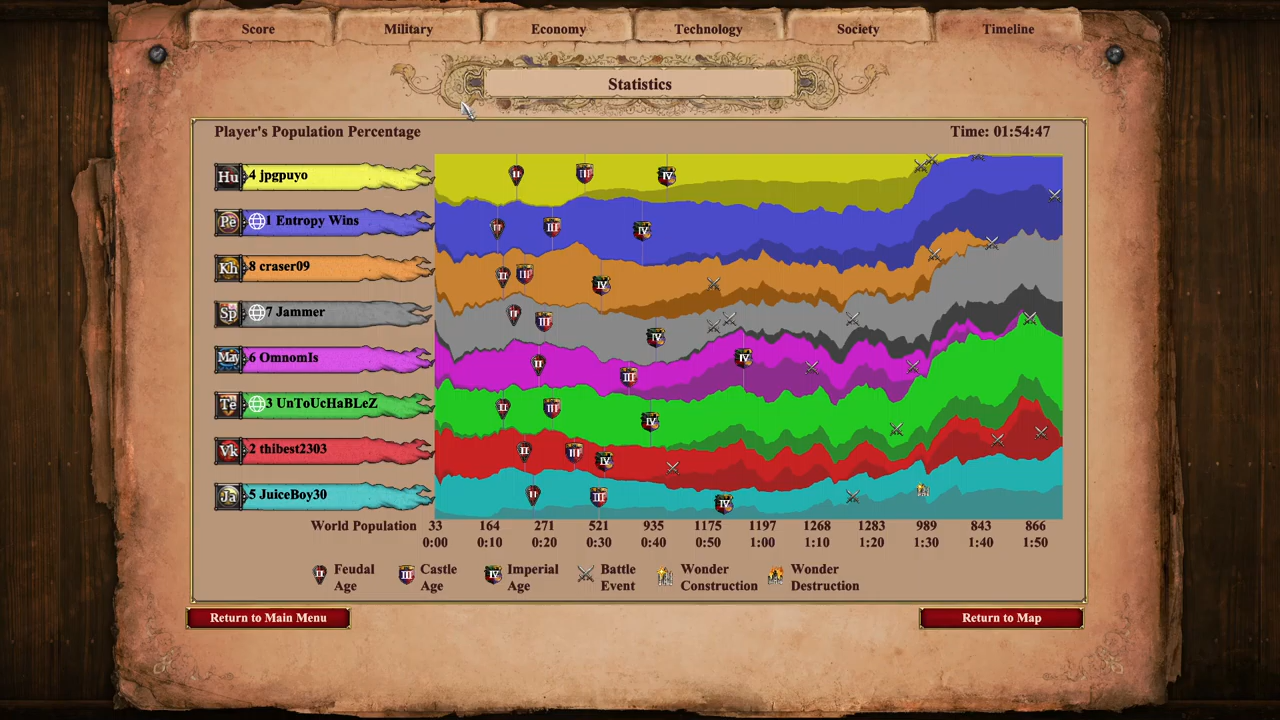 Score Military Economy Technology Society Timeline
Statistics
Player's Population Percentage Time: 01:54:47
Hu 4 jpgpuyo
Pe 1 Entropy Wins
Kh 8 craser09
Sp 7 Jammer
May 6 OmnomIs
Te 3 UnToUcHaBLeZ
Vk 2 thibest2303
Ja 5 JuiceBoy30
World Population 33 164 271 521 935 1175 1197 1268 1283 989 843 866
0:00 0:10 0:20 0:30 0:40 0:50 1:00 1:10 1:20 1:30 1:40 1:50
II Feudal Age
III Castle Age
IV Imperial Age
Battle Event
Wonder Construction
Wonder Destruction
Return to Main Menu Return to Map